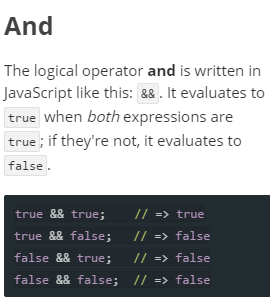 And
The logical operator and is written in
JavaScript like this: &&. It evaluates to
true when both expressions are
true; if they're not, it evaluates to
false.
true && true;    // => true
true && false;   // => false
false && true;   // => false
false && false;  // => false